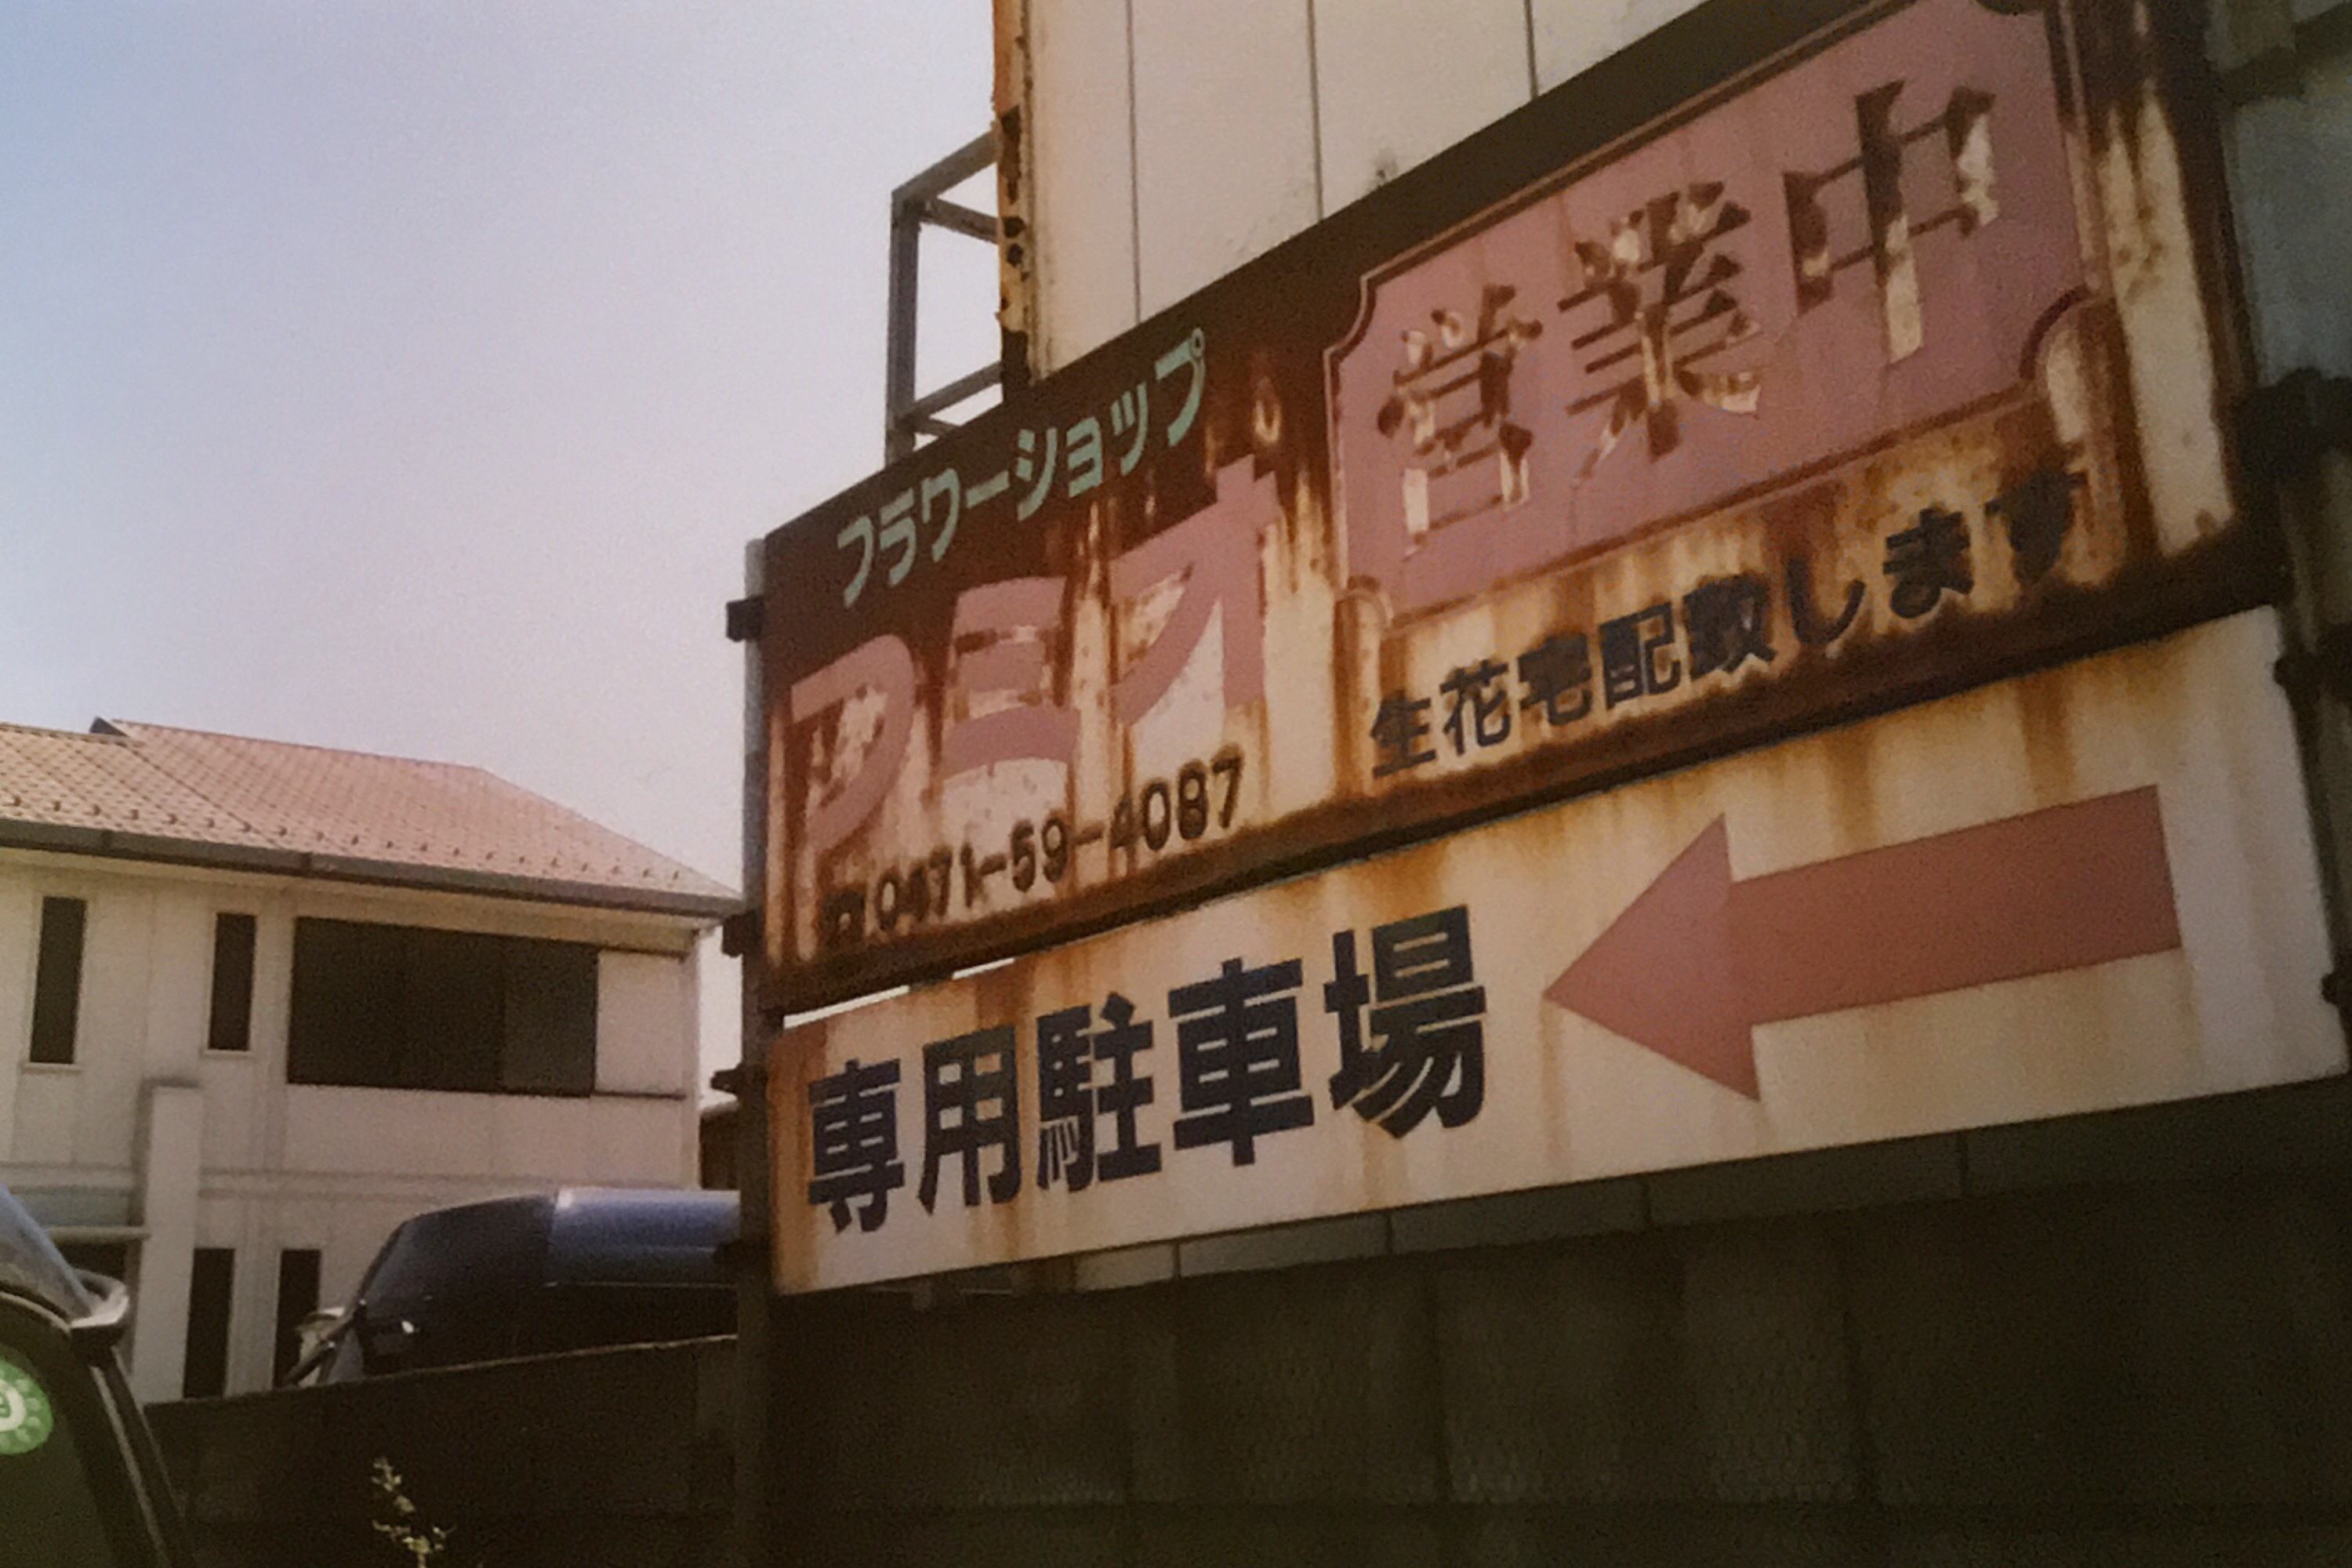 フラワーショップ
アミオ
TEL.0471-59-4087
営業中
生花宅配致します
専用駐車場